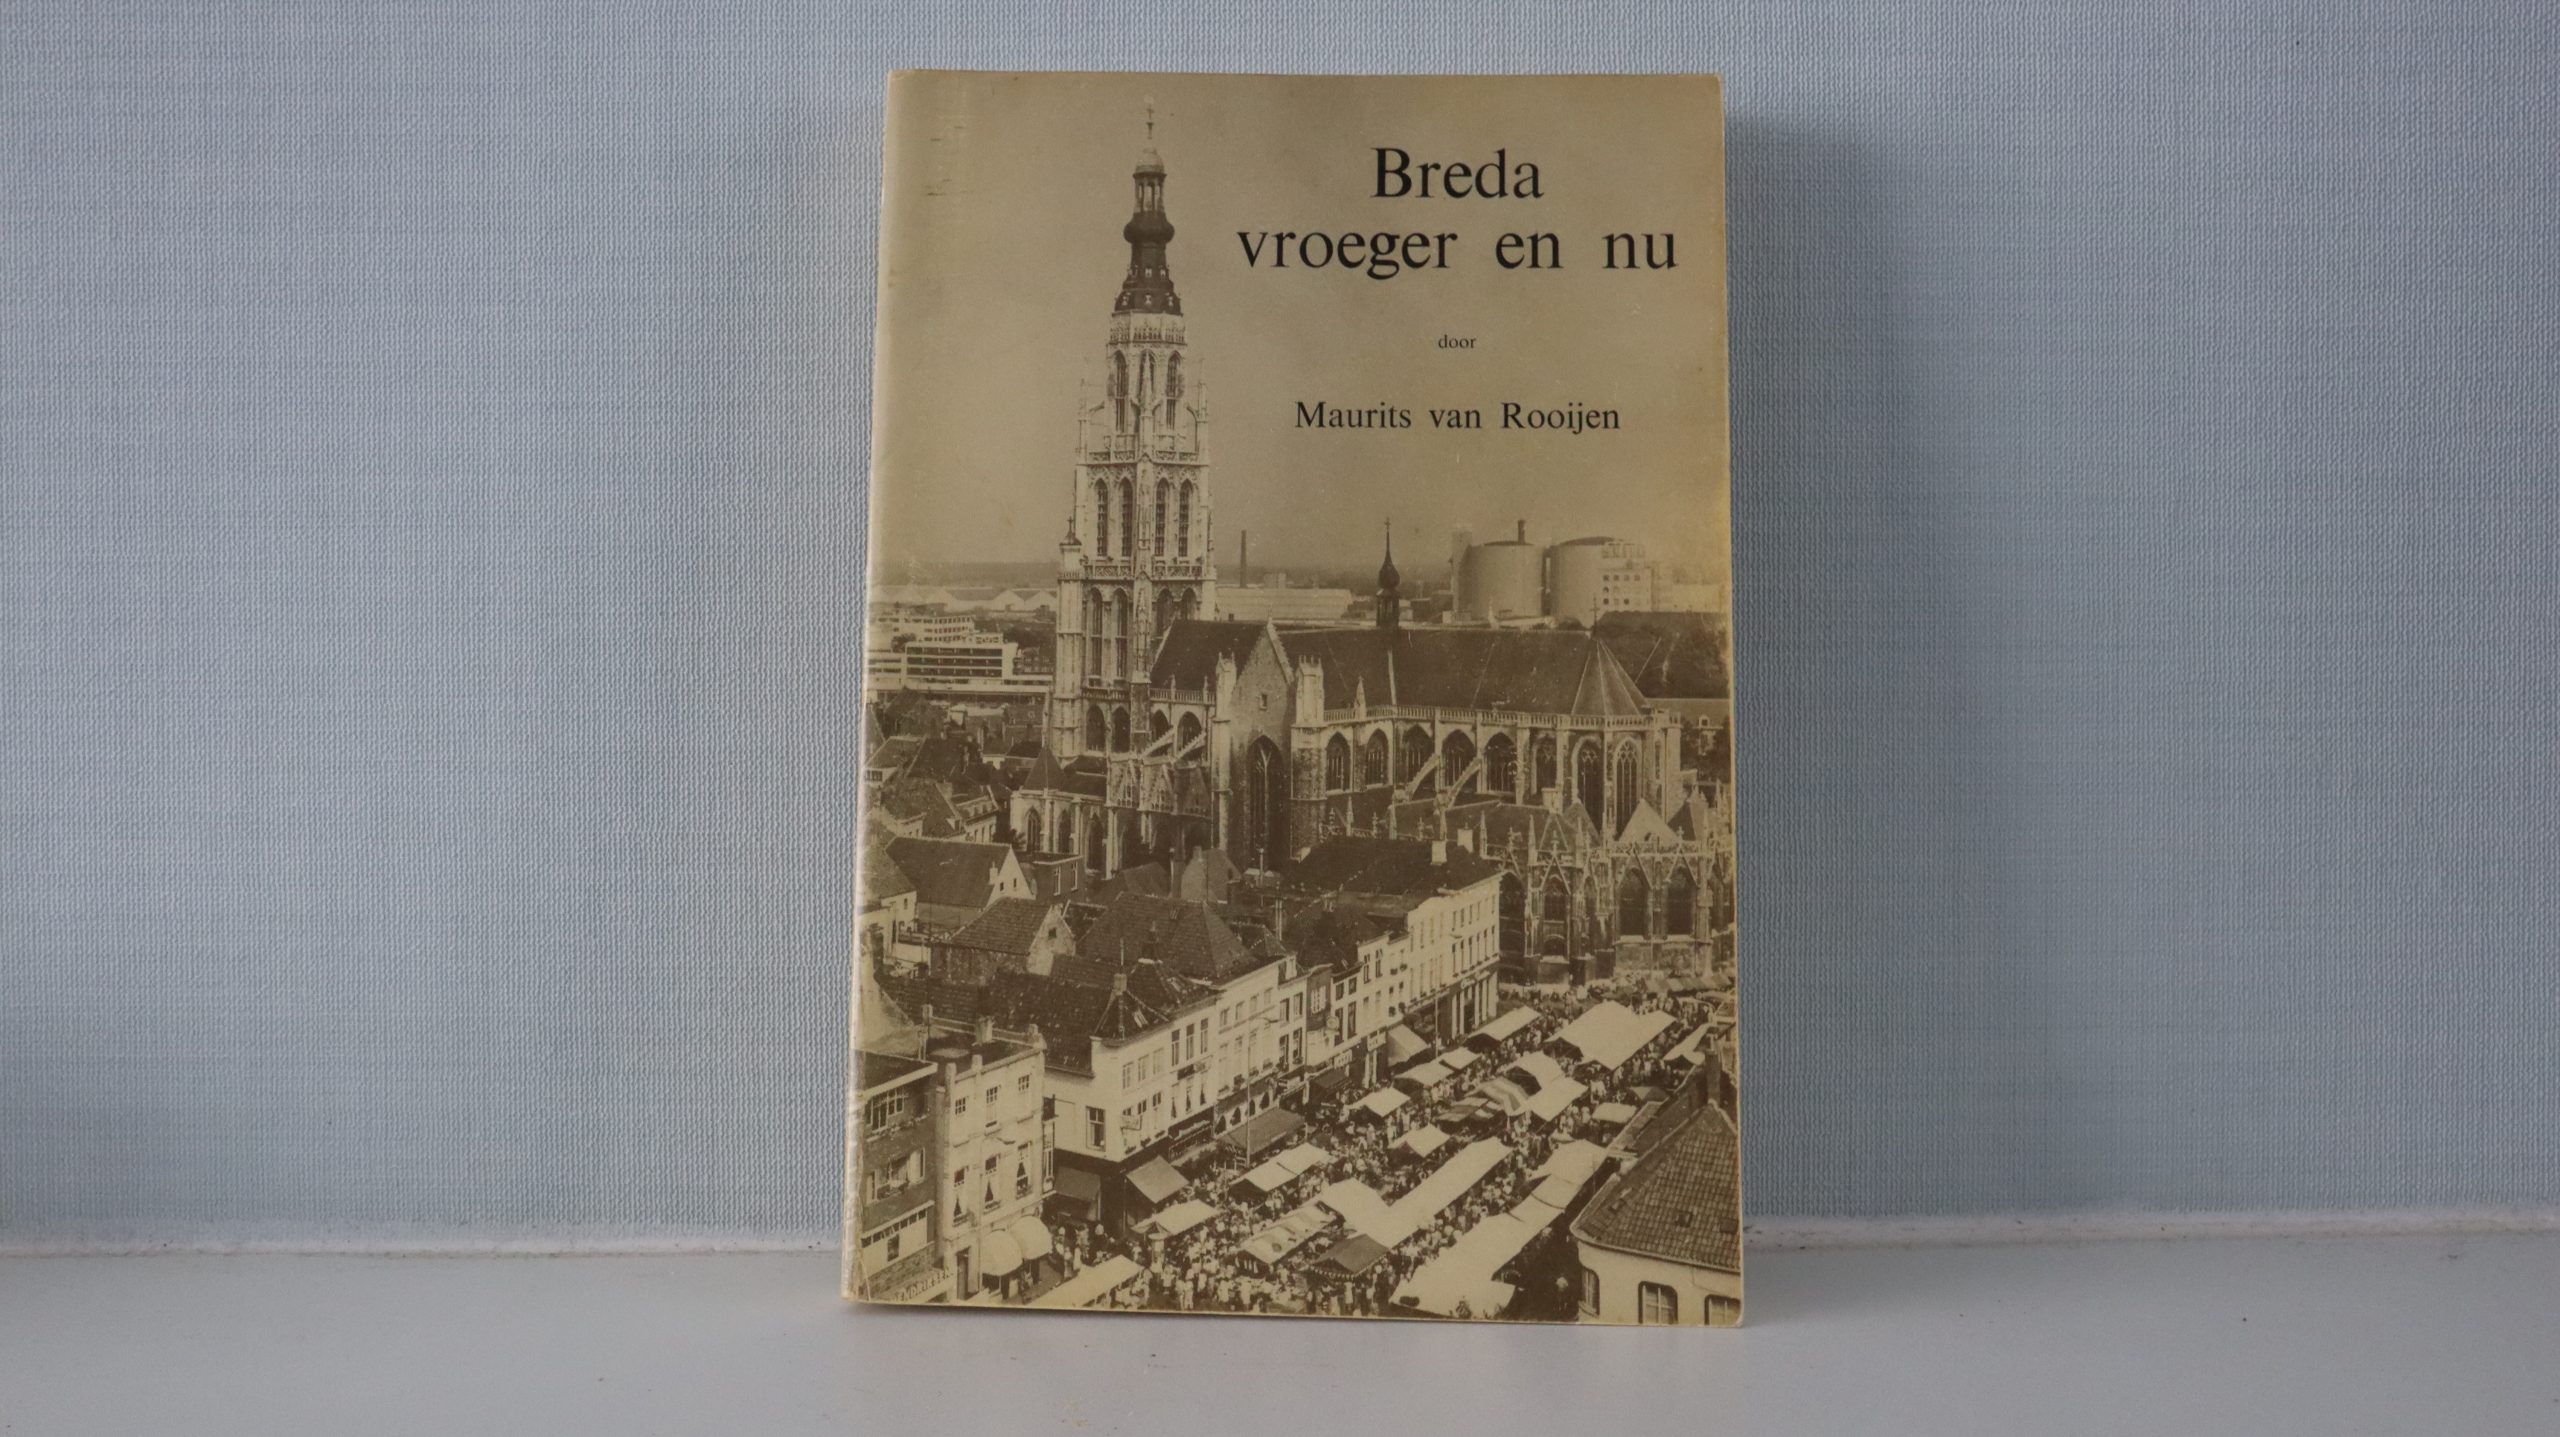 Breda
vroeger en nu
door
Maurits van Rooijen